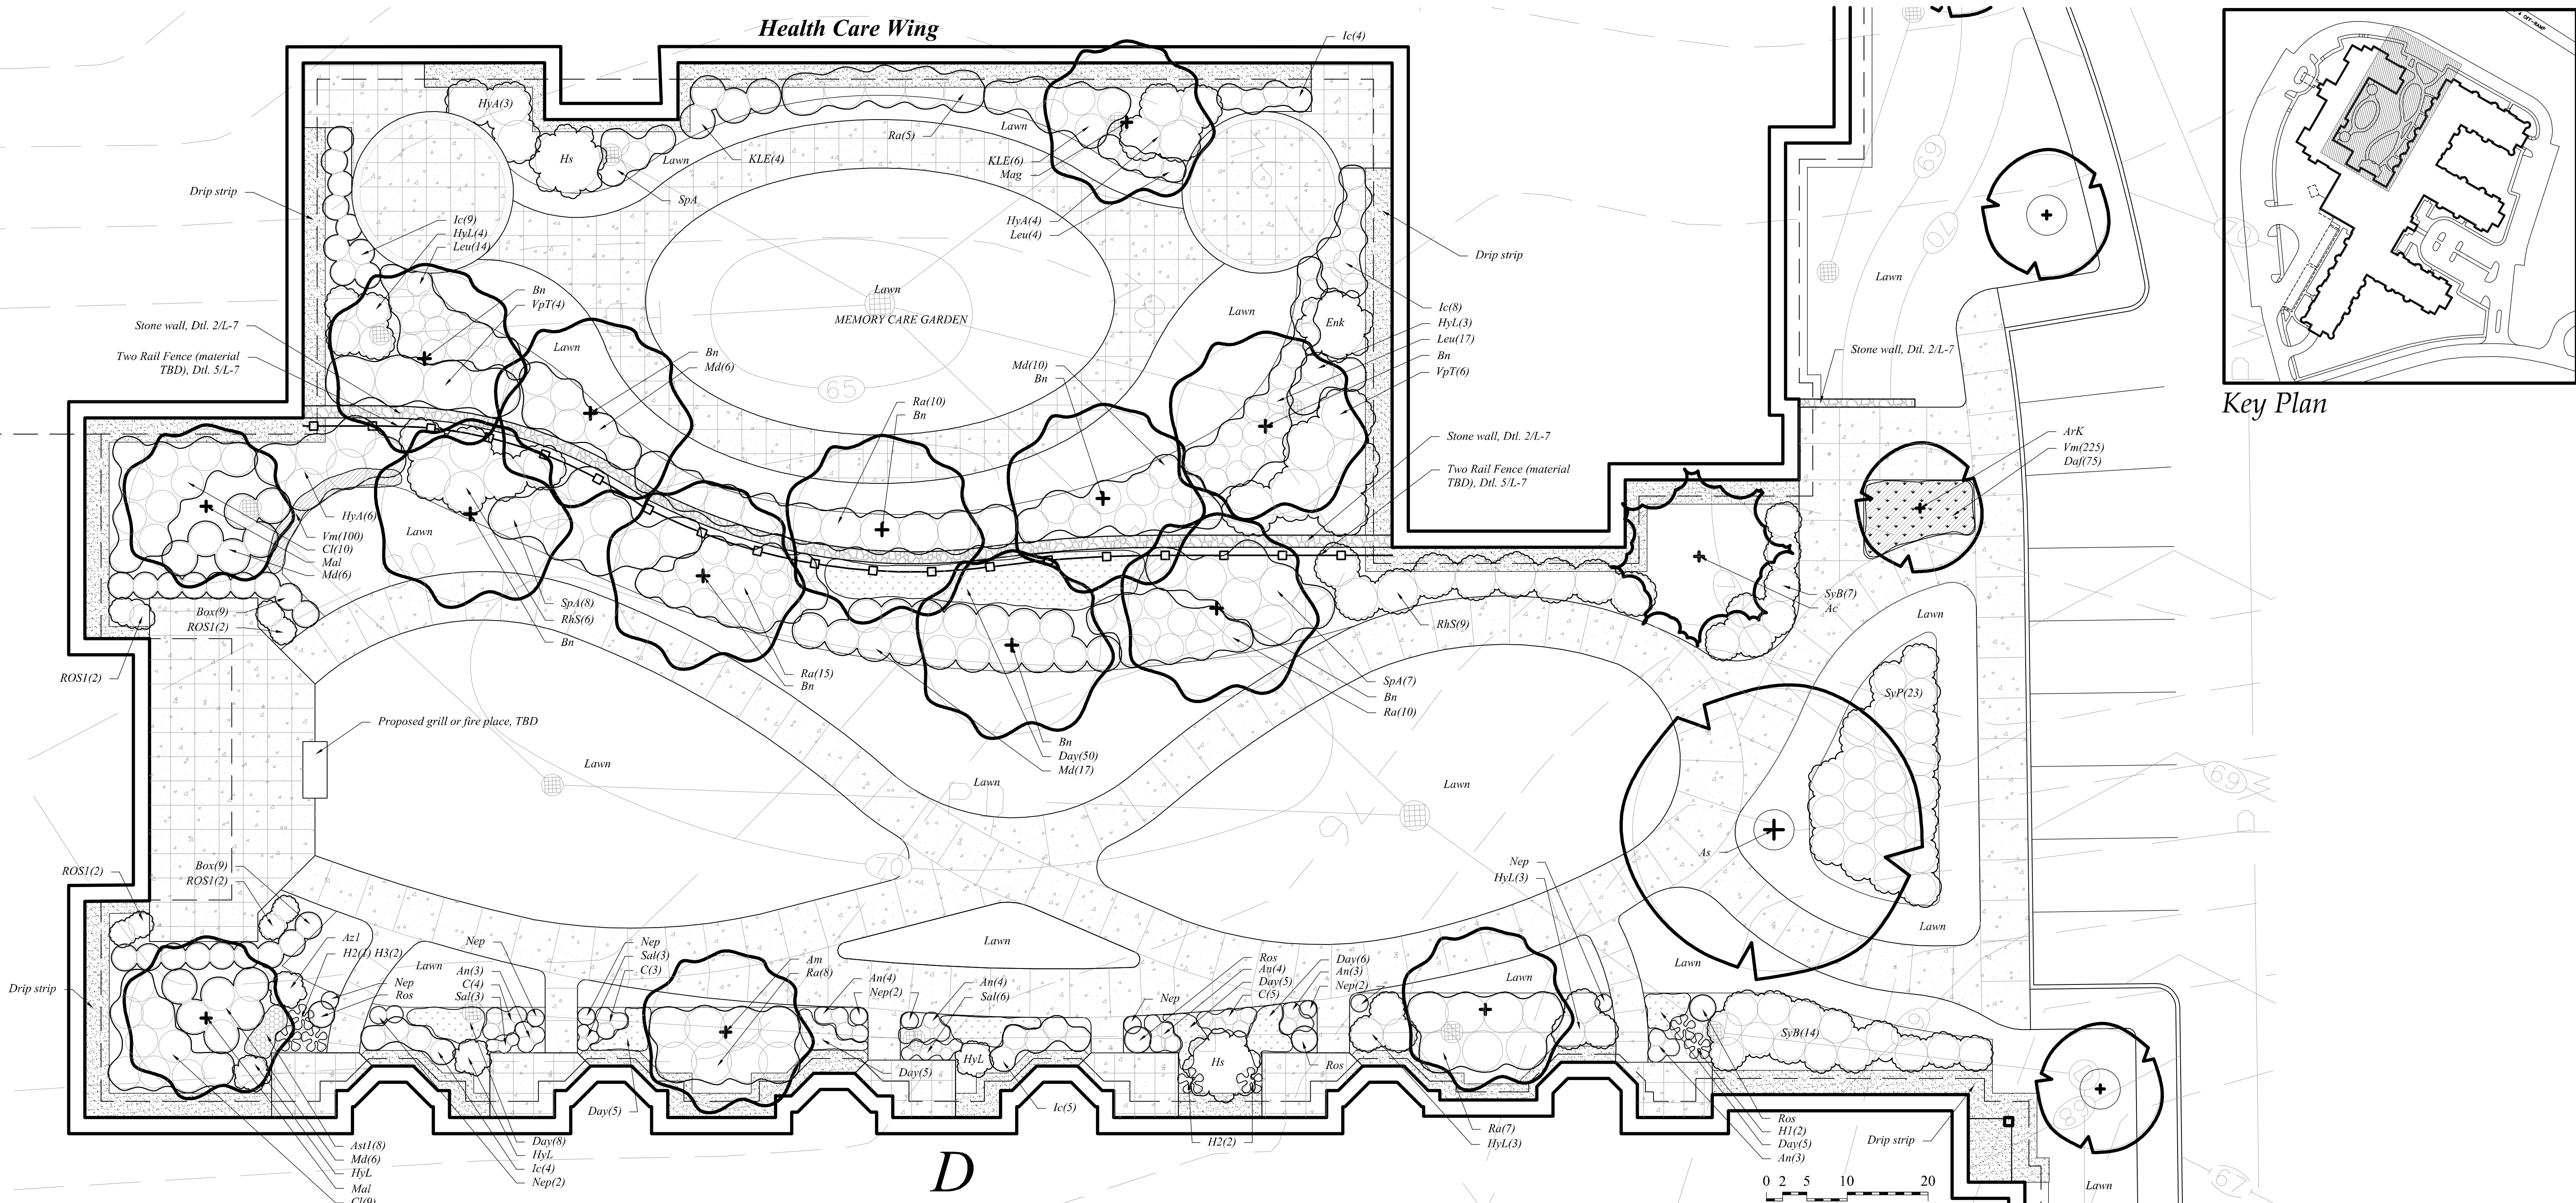 Health Care Wing
& OFF-RAMP
Ic(4)
HyA(3)
Ra(5)
Lawn
Hs
Lawn
KLE(4)
KLE(6)
Mag
SpA
Drip strip
Ic(9)
HyL(4)
Leu(14)
HyA(4)
Leu(4)
69
70
Drip strip
Lawn
Lawn
MEMORY CARE GARDEN
65
Bn
VpT(4)
Lawn
Enk
Ic(8)
HyL(3)
Leu(17)
Bn
VpT(6)
Stone wall, Dtl. 2/L-7
Two Rail Fence (material
TBD), Dtl. 5/L-7
Lawn
Bn
Md(6)
Md(10)
Bn
Stone wall, Dtl. 2/L-7
Key Plan
Ra(10)
Bn
Stone wall, Dtl. 2/L-7
Two Rail Fence (material
TBD), Dtl. 5/L-7
ArK
Vm(225)
Daf(75)
HyA(6)
Lawn
Vm(100)
Cl(10)
Mal
Md(6)
Box(9)
ROS1(2)
SpA(8)
RhS(6)
Bn
SyB(7)
Ac
RhS(9)
Lawn
ROS1(2)
Ra(15)
Bn
SpA(7)
Bn
Ra(10)
SyP(23)
Proposed grill or fire place, TBD
Bn
Day(50)
Md(17)
Lawn
Lawn
Lawn
69
As
70
ROS1(2)
Box(9)
ROS1(2)
Nep
HyL(3)
Lawn
Lawn
Az1
H2(1) H3(2)
Nep
Ros
Nep
Lawn
An(3)
C(4)
Sal(3)
Nep
Sal(3)
C(3)
Am
Ra(8)
An(4)
Nep(2)
An(4)
Sal(6)
Lawn
Nep
Ros
An(4)
Day(5)
C(5)
Day(6)
An(3)
Nep(2)
Lawn
Drip strip
SyB(14)
HyL
Hs
Ros
Day(5)
Day(5)
Ic(5)
68
H2(2)
Ra(7)
HyL(3)
Ros
H1(2)
Day(5)
An(3)
Drip strip
Ast1(8)
Md(6)
HyL
Mal
Cl(9)
Day(8)
HyL
Ic(4)
Nep(2)
D
0 2 5 10 20
Lawn
67